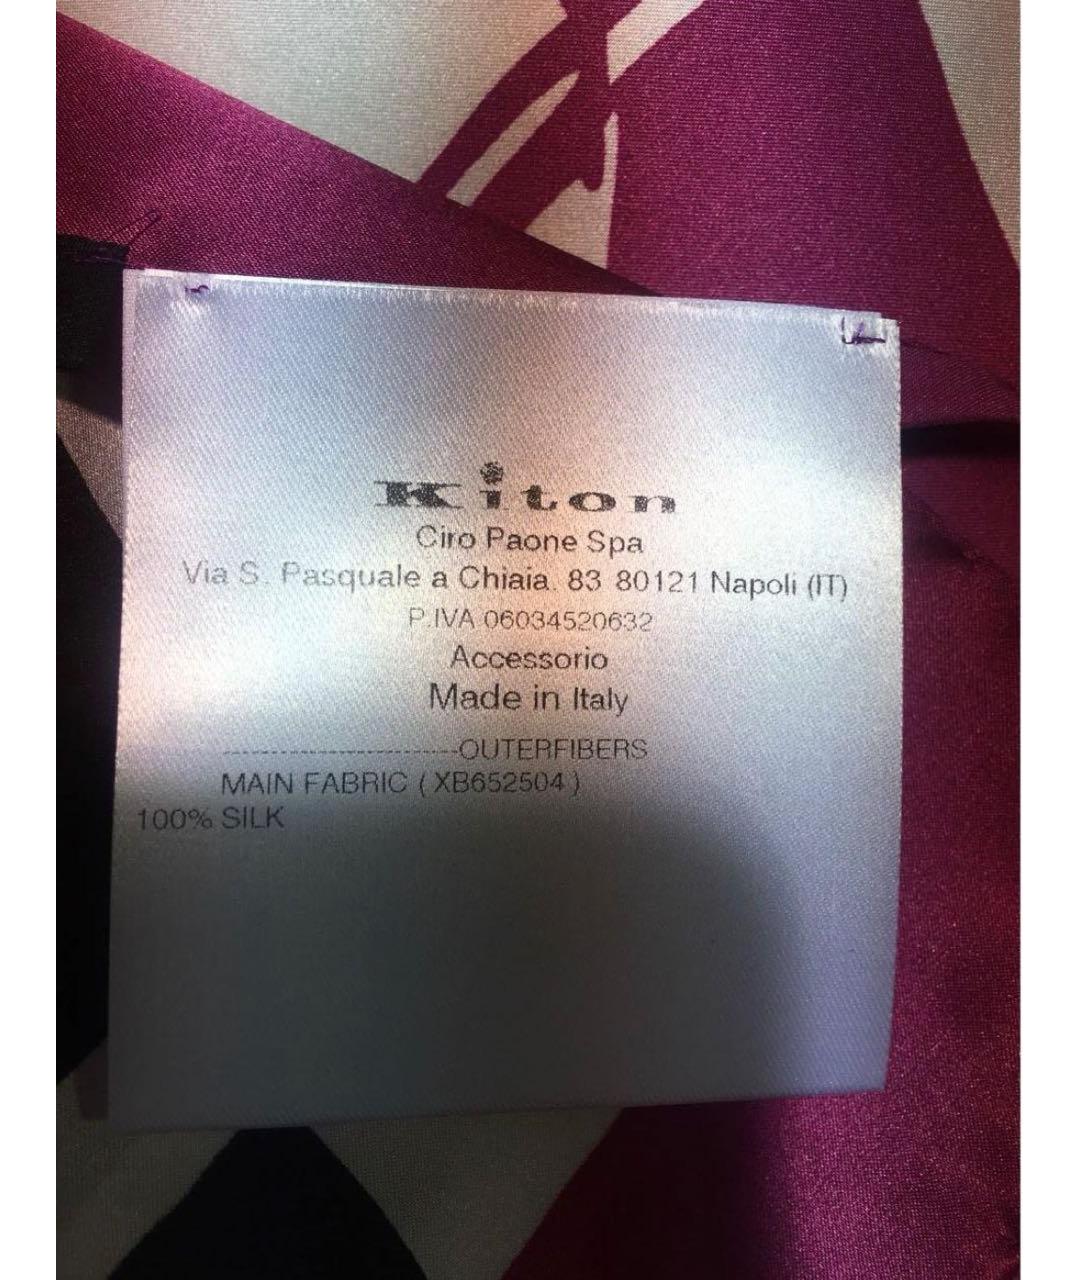 Kiton
Ciro Paone Spa
Via S. Pasquale a Chiaia. 83 80121 Napoli (IT)
P.IVA 06034520632
Accessorio
Made in Italy
--------------------------OUTERFIBERS
MAIN FABRIC ( XB652504 )
100% SILK